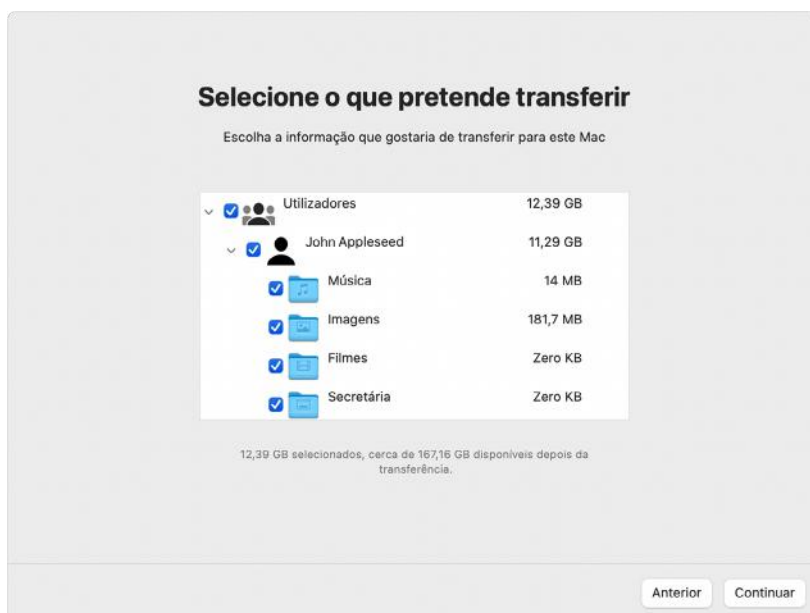 Selecione o que pretende transferir
Escolha a informação que gostaria de transferir para este Mac
Utilizadores 12,39 GB
John Appleseed 11,29 GB
Música 14 MB
Imagens 181,7 MB
Filmes Zero KB
Secretária Zero KB
12,39 GB selecionados, cerca de 167,16 GB disponíveis depois da
transferência.
Anterior Continuar